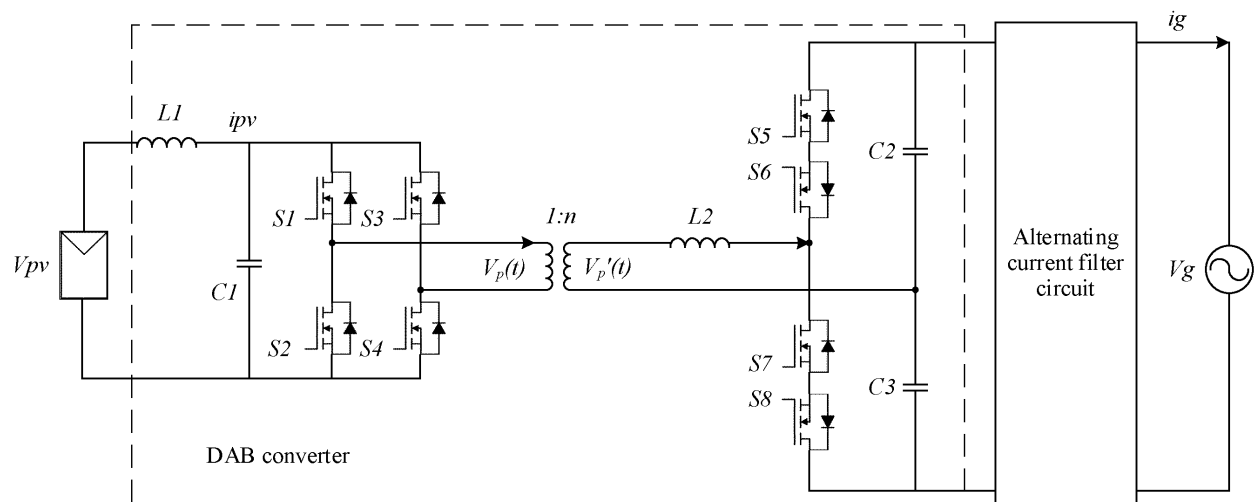 ig
L1
ipv
S5
C2
S6
S1
S3
1:n
L2
Vpv
C1
Vp(t)
Vp'(t)
Alternating
current filter
circuit
Vg
S2
S4
S7
C3
S8
DAB converter